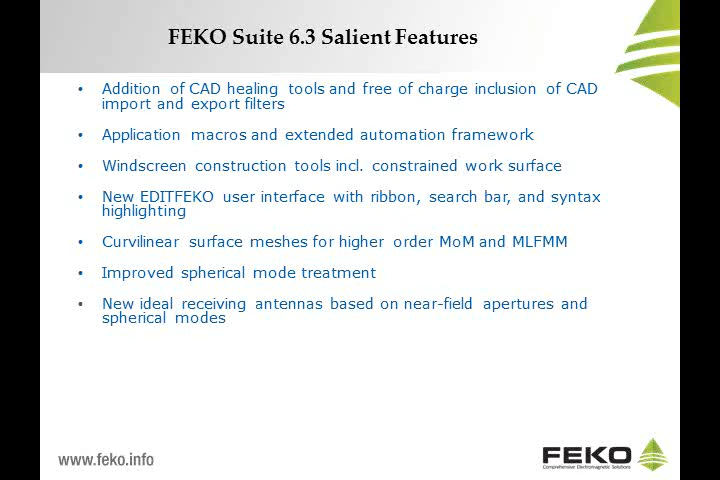 FEKO Suite 6.3 Salient Features
• Addition of CAD healing tools and free of charge inclusion of CAD
import and export filters
• Application macros and extended automation framework
• Windscreen construction tools incl. constrained work surface
• New EDITFEKO user interface with ribbon, search bar, and syntax
highlighting
• Curvilinear surface meshes for higher order MoM and MLFMM
• Improved spherical mode treatment
• New ideal receiving antennas based on near-field apertures and
spherical modes
www.feko.info
FEKO
Comprehensive Electromagnetic Solutions